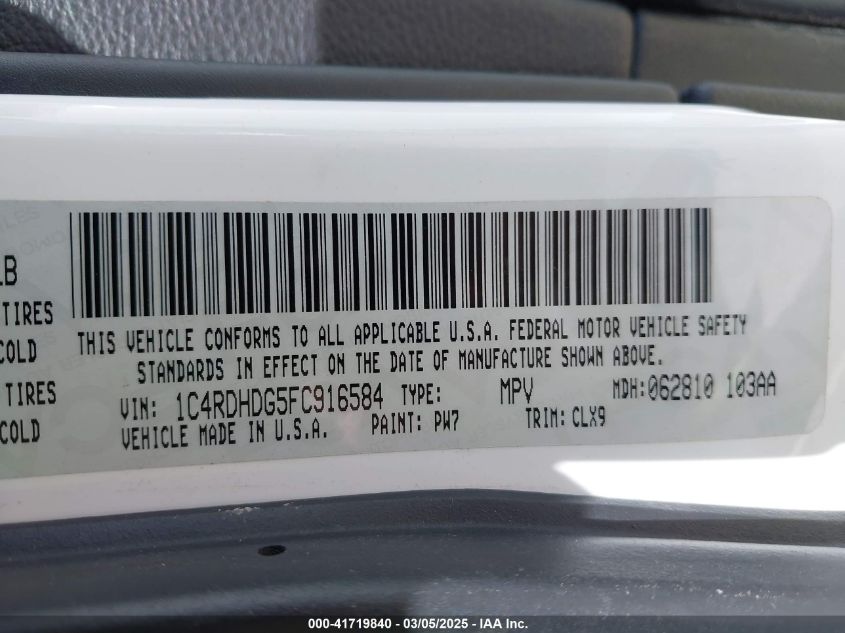 LB
TIRES
COLD
TIRES
COLD
THIS VEHICLE CONFORMS TO ALL APPLICABLE U.S.A. FEDERAL MOTOR VEHICLE SAFETY
STANDARDS IN EFFECT ON THE DATE OF MANUFACTURE SHOWN ABOVE.
VIN: 1C4RDHDG5FC916584 TYPE: MPV MDH:062810 103AA
VEHICLE MADE IN U.S.A. PAINT: PW7 TRIM: CLX9
000-41719840 - 03/05/2025 - IAA Inc.